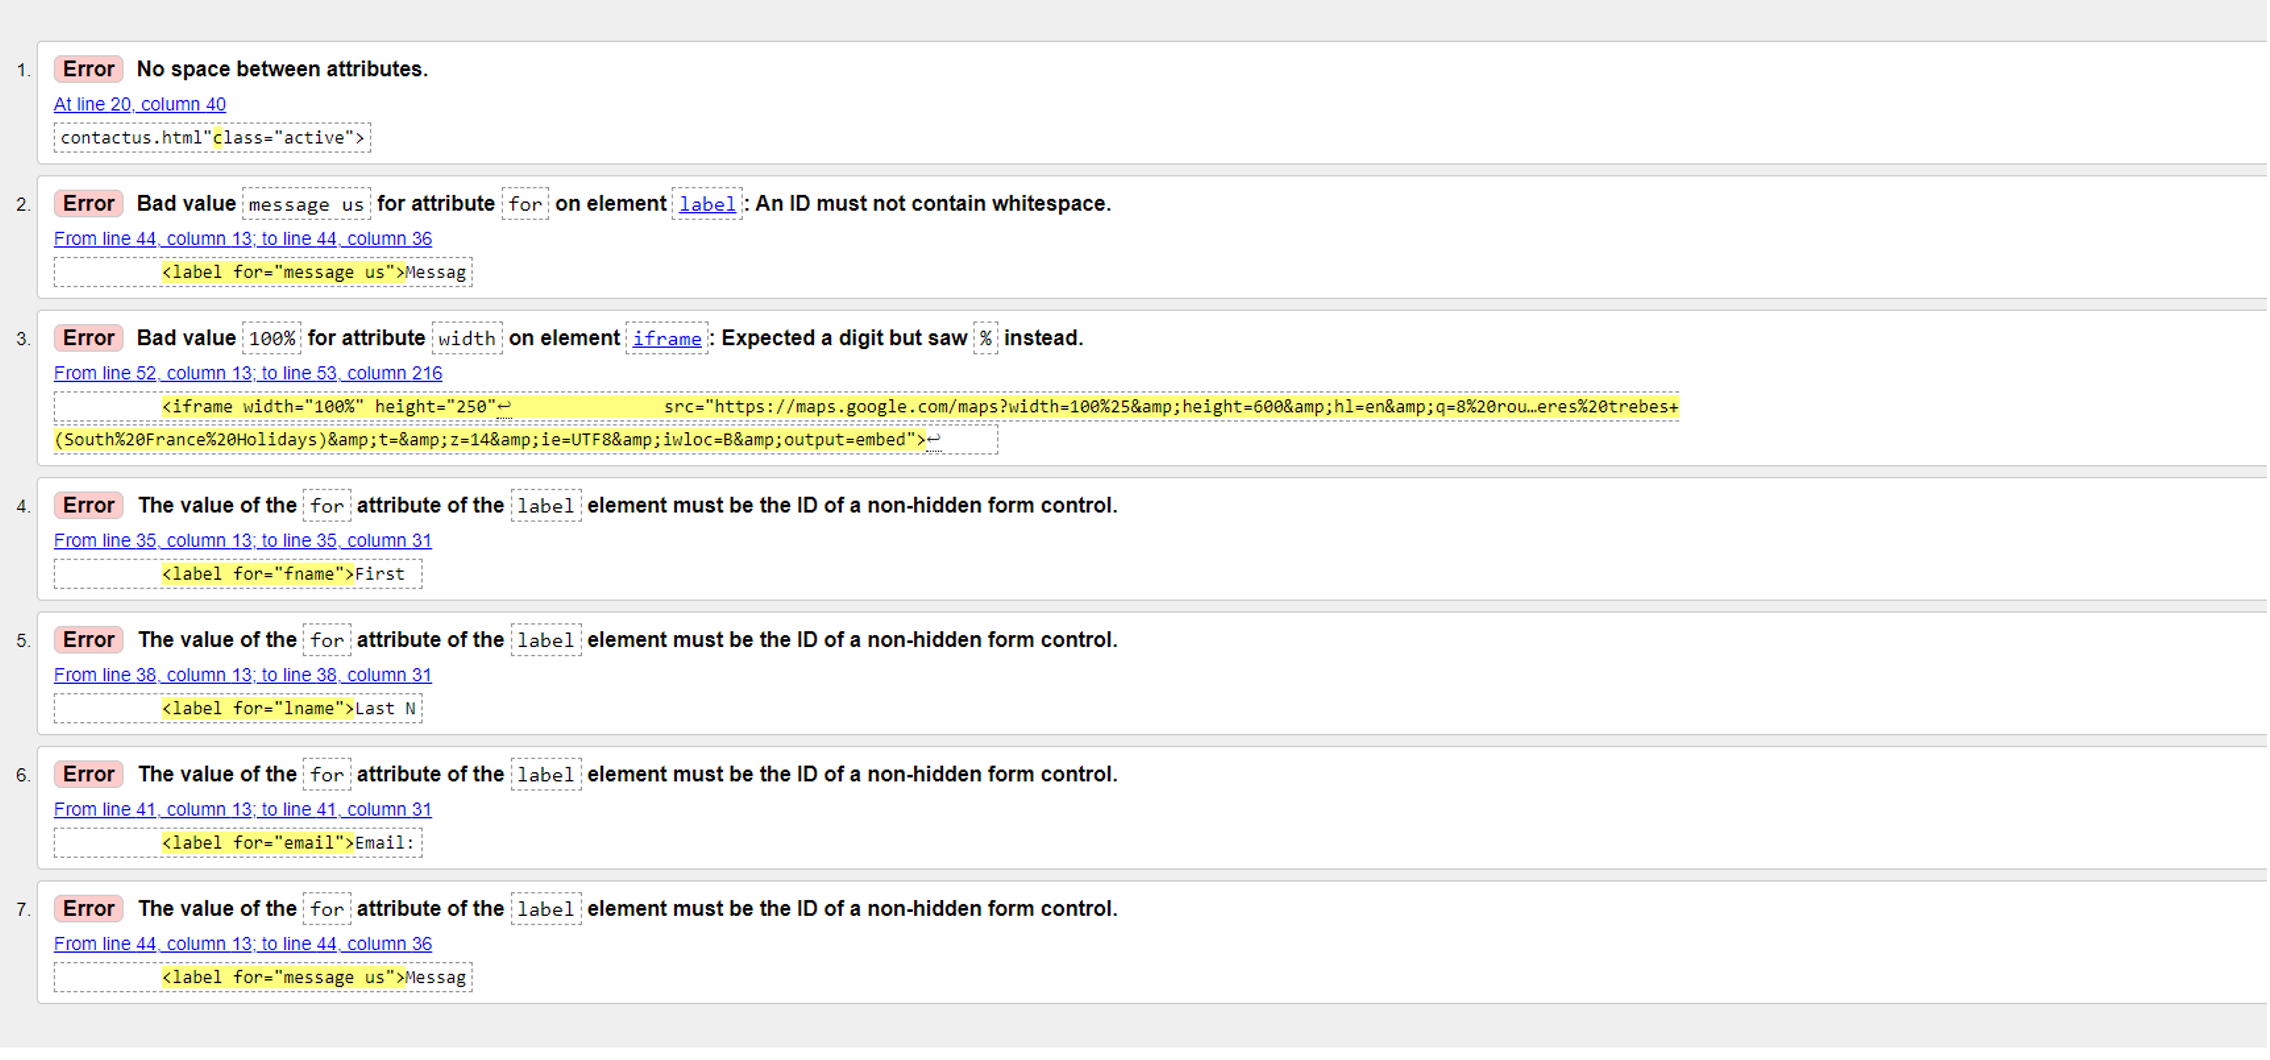 1. Error No space between attributes.
At line 20, column 40
contactus.html"class="active">
2. Error Bad value message us for attribute for on element label: An ID must not contain whitespace.
From line 44, column 13; to line 44, column 36
<label for="message us">Messag
3. Error Bad value 100% for attribute width on element iframe: Expected a digit but saw % instead.
From line 52, column 13; to line 53, column 216
<iframe width="100%" height="250"↩ src="https://maps.google.com/maps?width=100%25&amp;height=600&amp;hl=en&amp;q=8%20rou…eres%20trebes+
(South%20France%20Holidays)&amp;t=&amp;z=14&amp;ie=UTF8&amp;iwloc=B&amp;output=embed">↩
4. Error The value of the for attribute of the label element must be the ID of a non-hidden form control.
From line 35, column 13; to line 35, column 31
<label for="fname">First
5. Error The value of the for attribute of the label element must be the ID of a non-hidden form control.
From line 38, column 13; to line 38, column 31
<label for="lname">Last N
6. Error The value of the for attribute of the label element must be the ID of a non-hidden form control.
From line 41, column 13; to line 41, column 31
<label for="email">Email:
7. Error The value of the for attribute of the label element must be the ID of a non-hidden form control.
From line 44, column 13; to line 44, column 36
<label for="message us">Messag